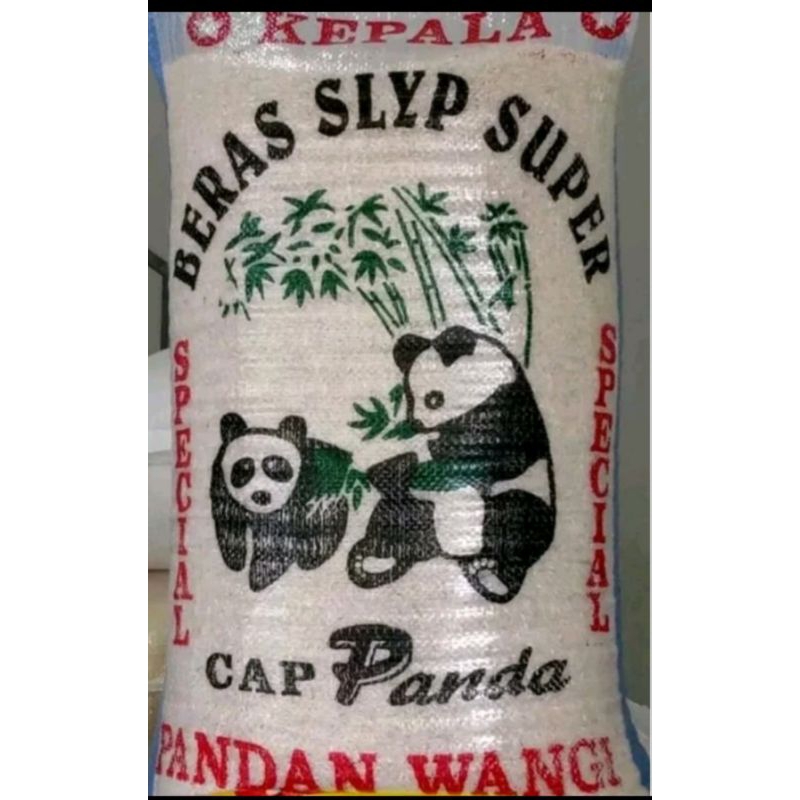 KEPALA
BERAS SLYP SUPER
SPECIAL
SPECIAL
CAP Panda
PANDAN WANGI